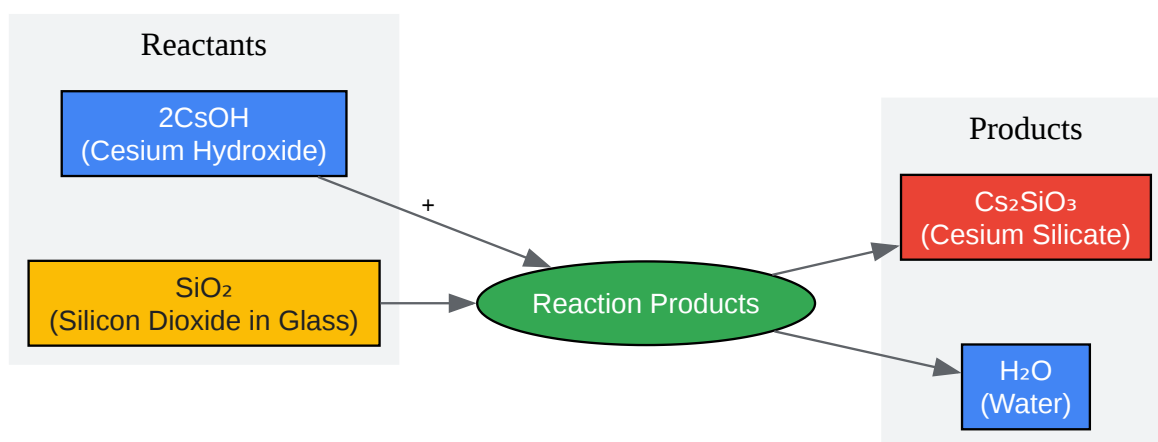 Reactants
2CsOH
(Cesium Hydroxide)
+
SiO₂
(Silicon Dioxide in Glass)
Reaction Products
Products
Cs₂SiO₃
(Cesium Silicate)
H₂O
(Water)